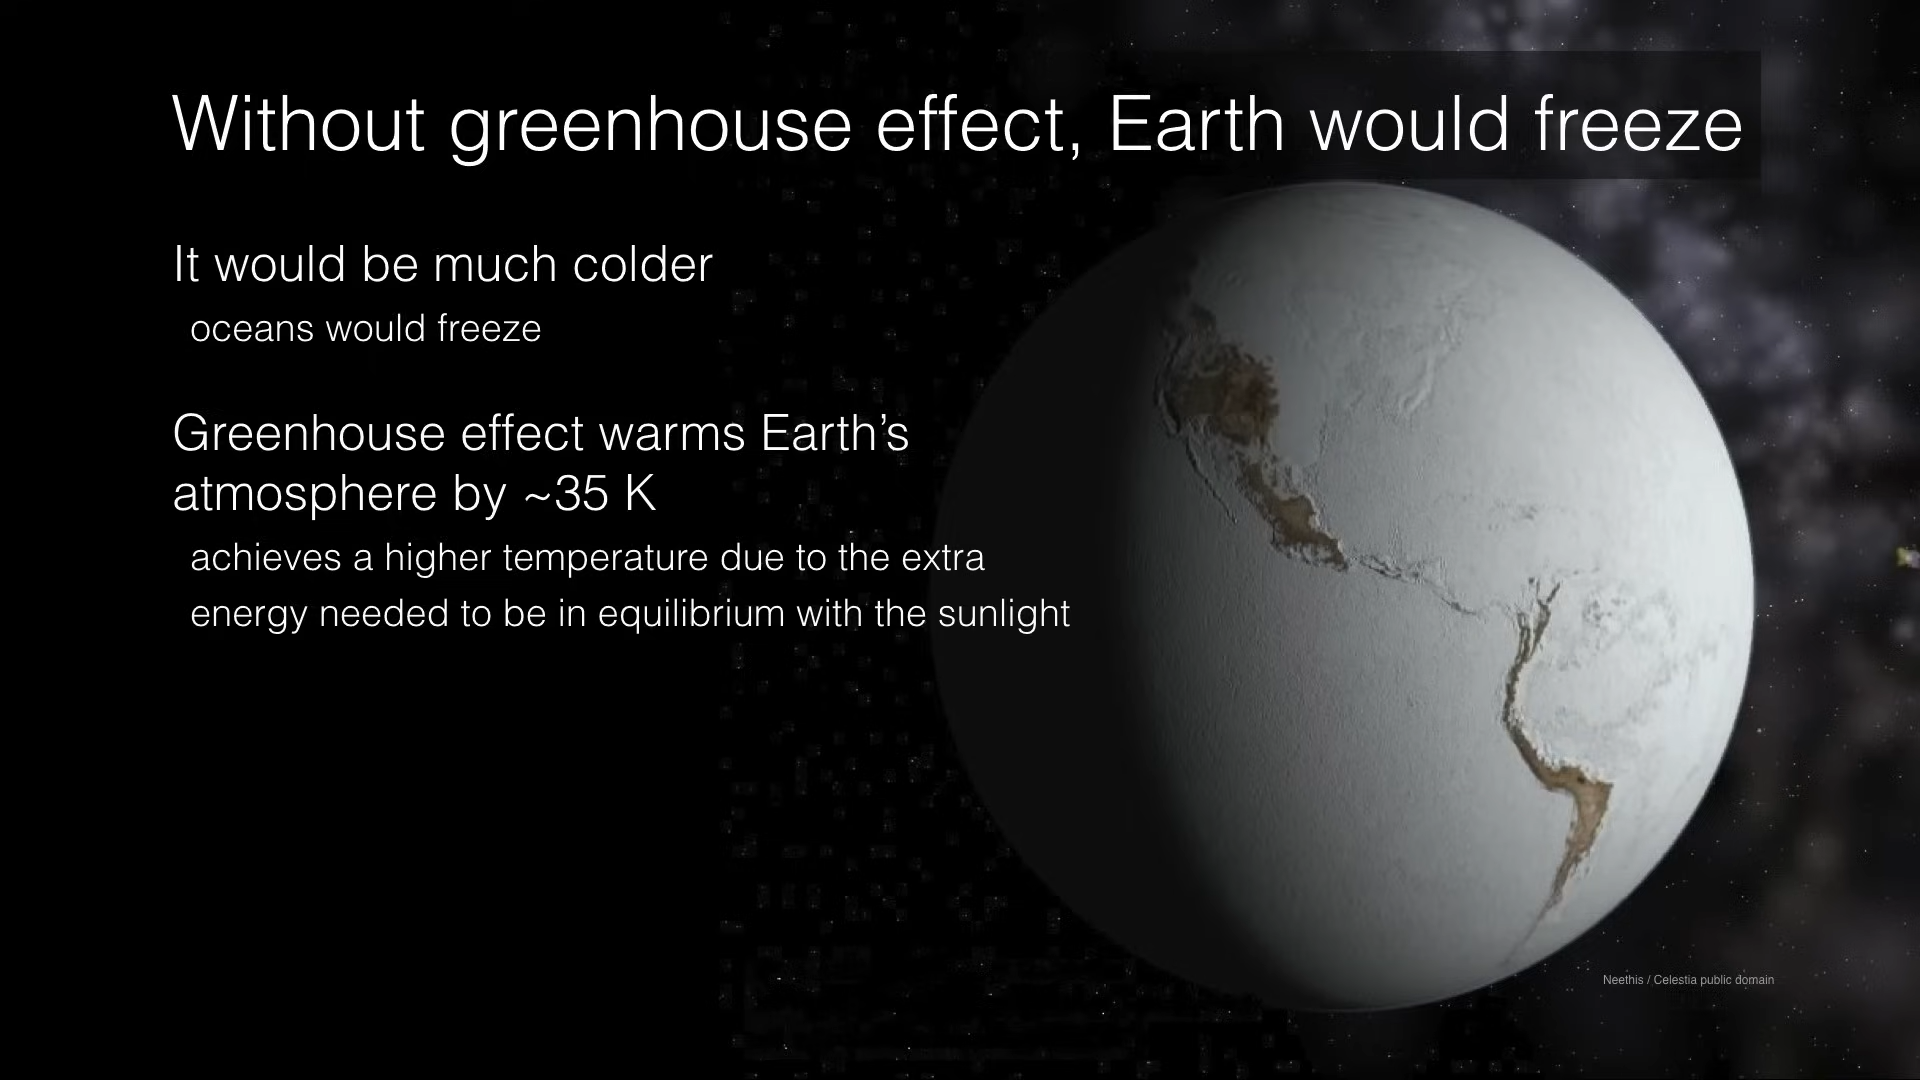 Without greenhouse effect, Earth would freeze
It would be much colder
oceans would freeze
Greenhouse effect warms Earth’s
atmosphere by ~35 K
achieves a higher temperature due to the extra
energy needed to be in equilibrium with the sunlight
Neethis / Celestia public domain